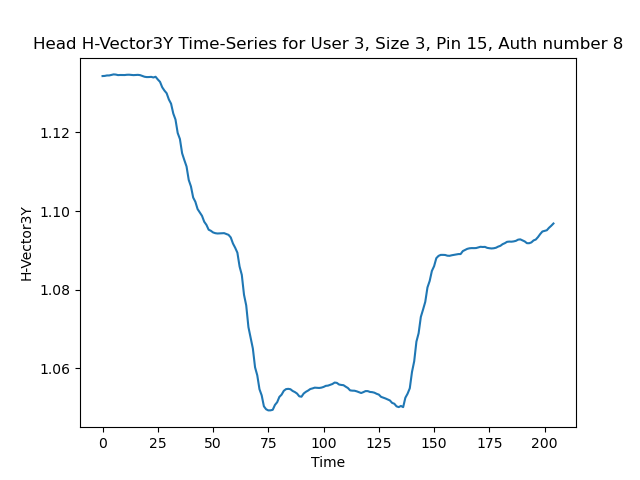 Head H-Vector3Y Time-Series for User 3, Size 3, Pin 15, Auth number 8
H-Vector3Y
1.12
1.10
1.08
1.06
0 25 50 75 100 125 150 175 200
Time